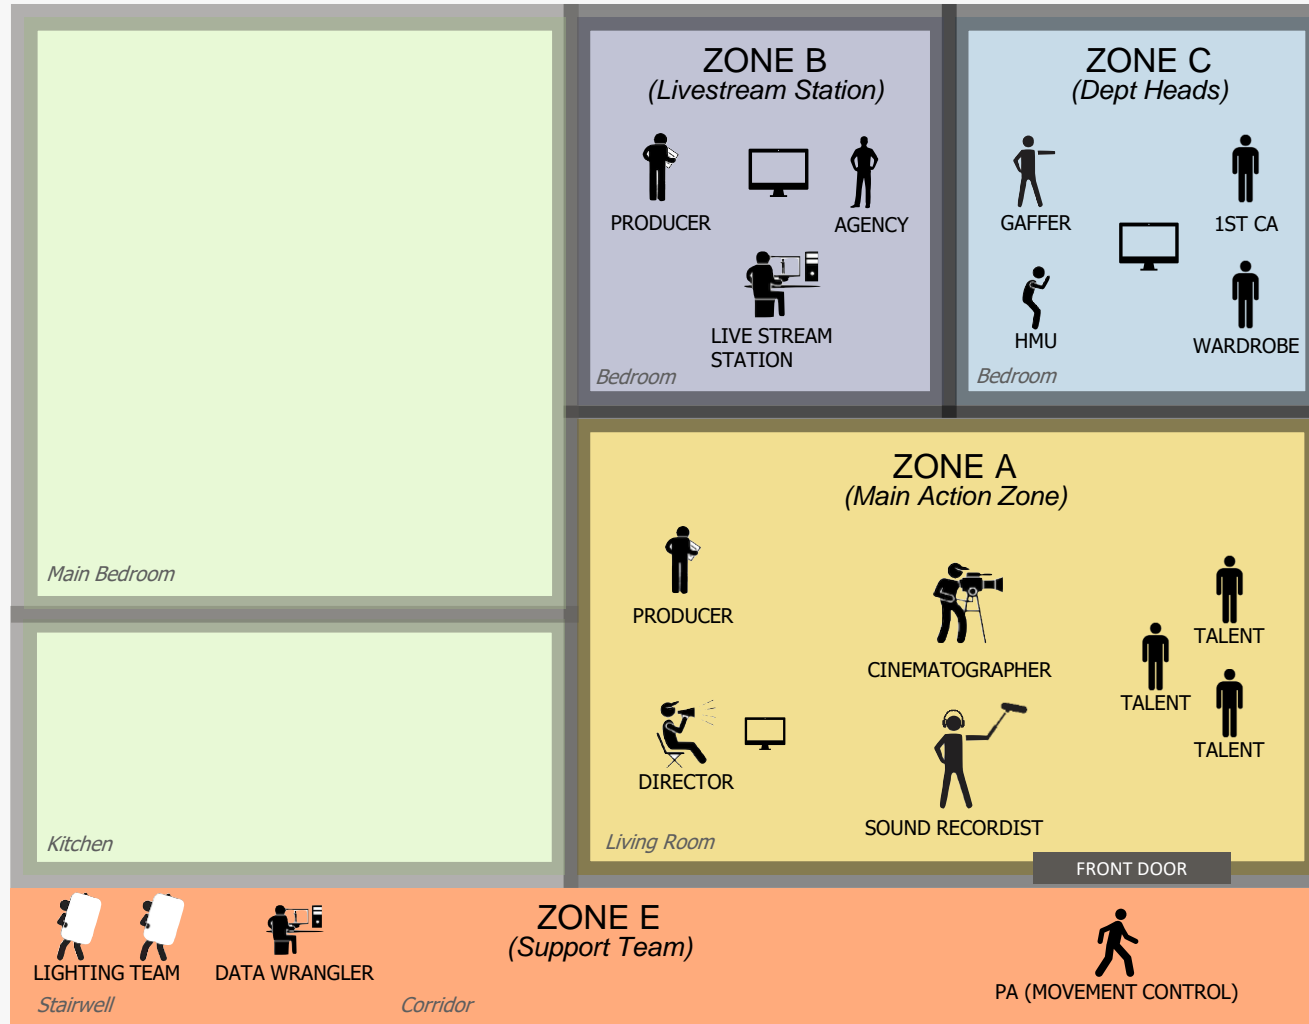 ZONE B
(Livestream Station)
PRODUCER
AGENCY
LIVE STREAM
STATION
Bedroom
ZONE C
(Dept Heads)
GAFFER
1ST CA
HMU
WARDROBE
Bedroom
Main Bedroom
Kitchen
ZONE A
(Main Action Zone)
PRODUCER
CINEMATOGRAPHER
TALENT
TALENT
TALENT
DIRECTOR
SOUND RECORDIST
Living Room
FRONT DOOR
ZONE E
(Support Team)
LIGHTING TEAM
DATA WRANGLER
PA (MOVEMENT CONTROL)
Stairwell
Corridor